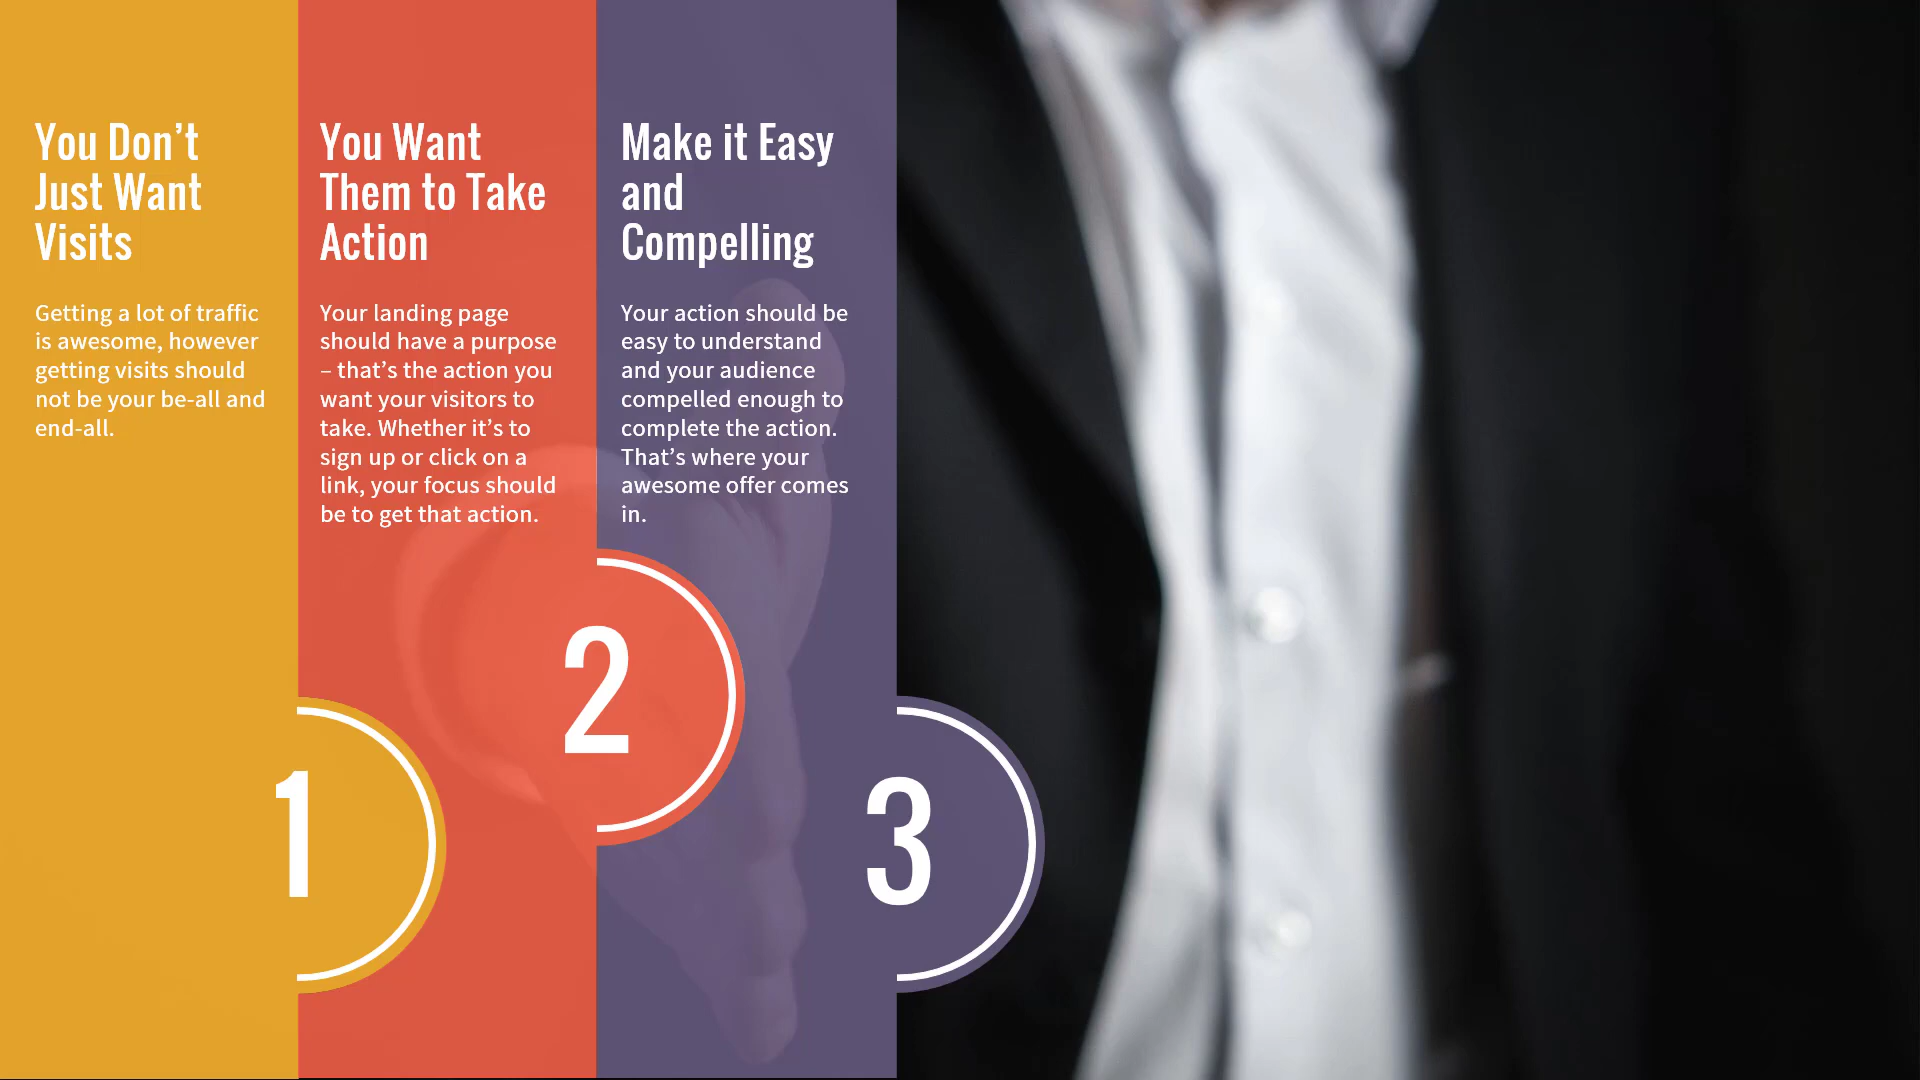 You Don’t
Just Want
Visits
Getting a lot of traffic
is awesome, however
getting visits should
not be your be-all and
end-all.
1
You Want
Them to Take
Action
Your landing page
should have a purpose
– that’s the action you
want your visitors to
take. Whether it’s to
sign up or click on a
link, your focus should
be to get that action.
2
Make it Easy
and
Compelling
Your action should be
easy to understand
and your audience
compelled enough to
complete the action.
That’s where your
awesome offer comes
in.
3